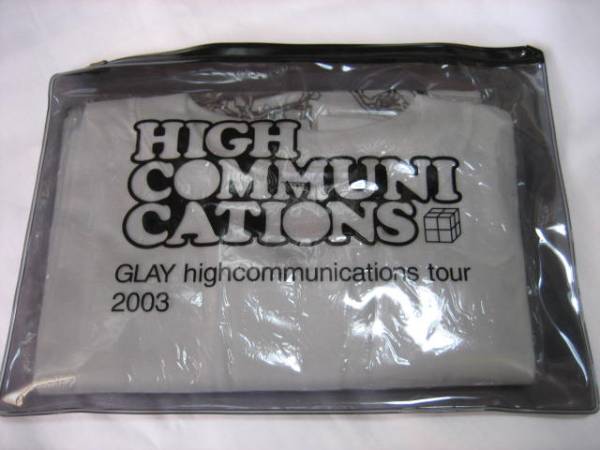 HIGH
COMMUNI
CATIONS
GLAY highcommunications tour
2003